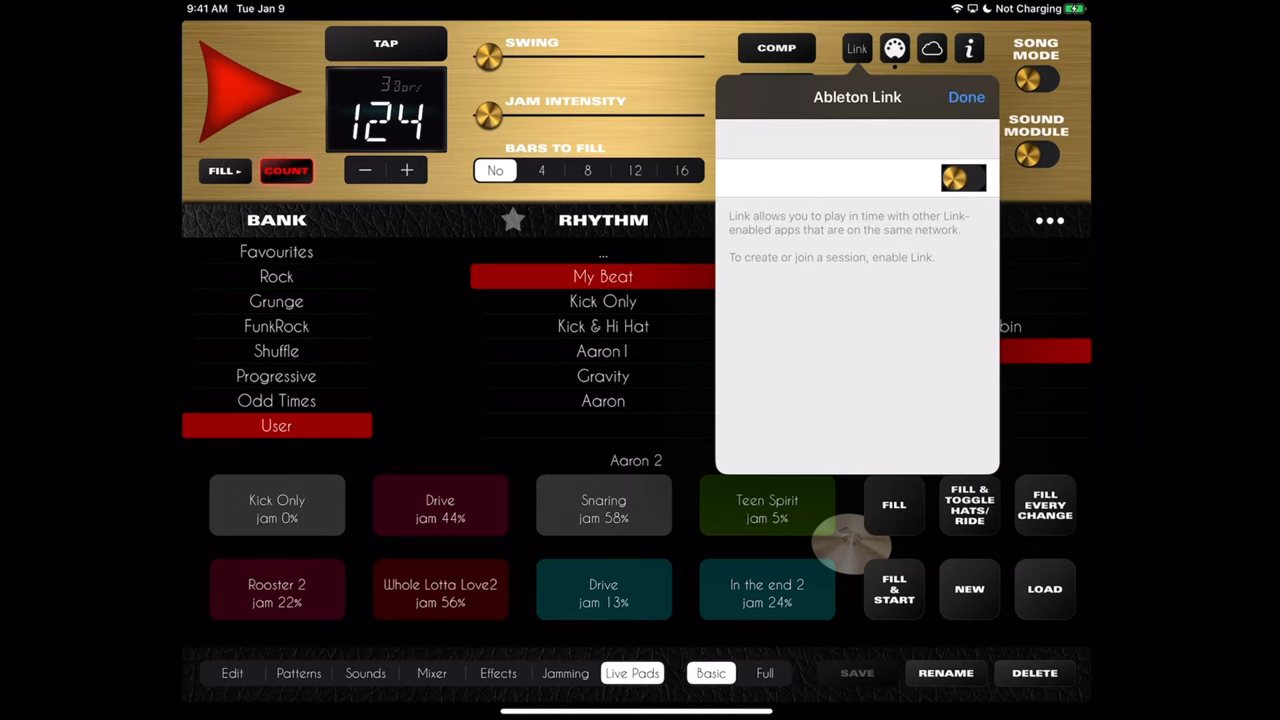 9:41 AM Tue Jan 9
Not Charging
TAP
SWING
COMP
Link
i
SONG
MODE
3 Bars
124
JAM INTENSITY
Ableton Link
Done
SOUND
MODULE
BARS TO FILL
FILL
COUNT
− +
No 4 8 12 16
Link allows you to play in time with other Link-
enabled apps that are on the same network.
To create or join a session, enable Link.
BANK
RHYTHM
Favourites
Rock
Grunge
FunkRock
Shuffle
Progressive
Odd Times
User
...
My Beat
Kick Only
Kick & Hi Hat
Aaron 1
Gravity
Aaron
bin
Aaron 2
Kick Only
jam 0%
Drive
jam 44%
Snaring
jam 58%
Teen Spirit
jam 5%
FILL
FILL &
TOGGLE
HATS/
RIDE
FILL
EVERY
CHANGE
Rooster 2
jam 22%
Whole Lotta Love2
jam 56%
Drive
jam 13%
In the end 2
jam 24%
FILL
&
START
NEW
LOAD
Edit Patterns Sounds Mixer Effects Jamming Live Pads Basic Full SAVE RENAME DELETE